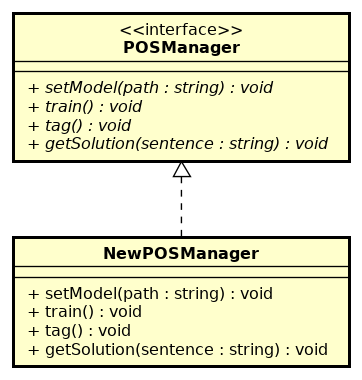 <<interface>>
POSManager
+ setModel(path : string) : void
+ train() : void
+ tag() : void
+ getSolution(sentence : string) : void
NewPOSManager
+ setModel(path : string) : void
+ train() : void
+ tag() : void
+ getSolution(sentence : string) : void